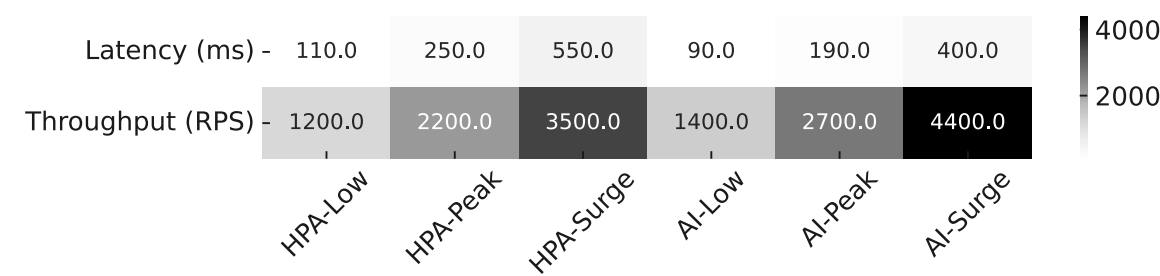 Latency (ms) 110.0 250.0 550.0 90.0 190.0 400.0
Throughput (RPS) 1200.0 2200.0 3500.0 1400.0 2700.0 4400.0
HPA-Low HPA-Peak HPA-Surge AI-Low AI-Peak AI-Surge
4000
2000